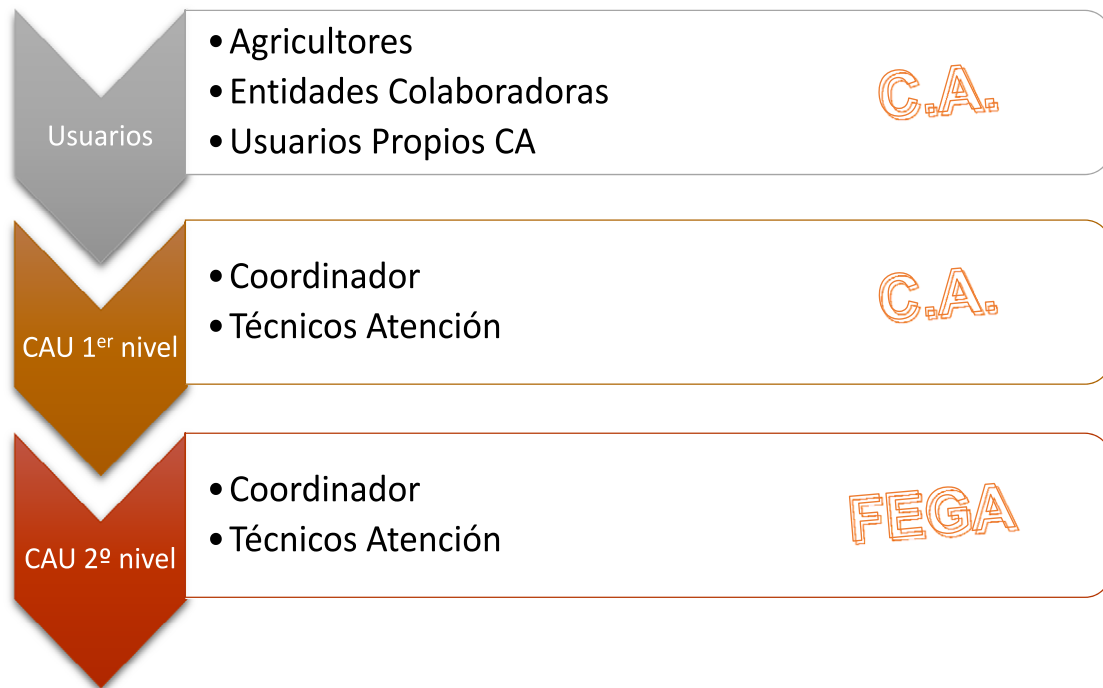 Usuarios
• Agricultores
• Entidades Colaboradoras
• Usuarios Propios CA
C.A.
CAU 1er nivel
• Coordinador
• Técnicos Atención
C.A.
CAU 2º nivel
• Coordinador
• Técnicos Atención
FEGA